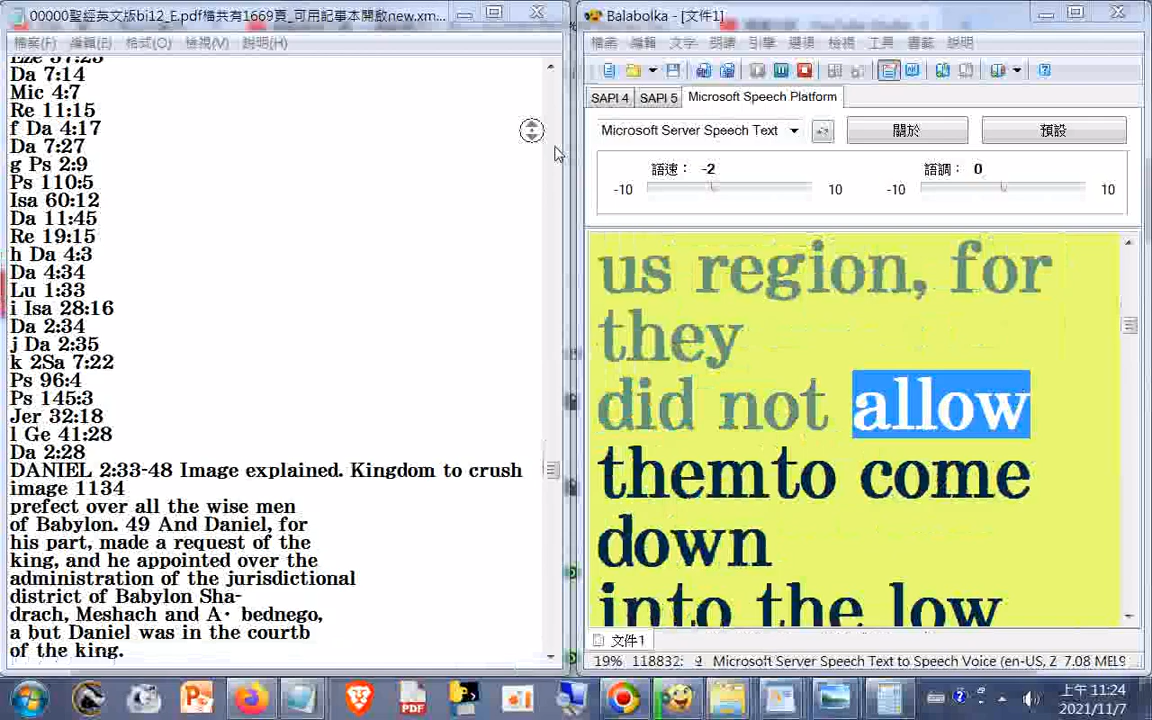 00000聖經英文版bi12_E.pdf檔共有1669頁_可用記事本開啟new.xm...
檔案(F) 編輯(E) 格式(O) 檢視(V) 說明(H)
Eze 37:25
Da 7:14
Mic 4:7
Re 11:15
f Da 4:17
Da 7:27
g Ps 2:9
Ps 110:5
Isa 60:12
Da 11:45
Re 19:15
h Da 4:3
Da 4:34
Lu 1:33
i Isa 28:16
Da 2:34
j Da 2:35
k 2Sa 7:22
Ps 96:4
Ps 145:3
Jer 32:18
l Ge 41:28
Da 2:28
DANIEL 2:33-48 Image explained. Kingdom to crush
image 1134
prefect over all the wise men
of Babylon. 49 And Daniel, for
his part, made a request of the
king, and he appointed over the
administration of the jurisdictional
district of Babylon Sha-
drach, Meshach and A· bednego,
a but Daniel was in the courtb
of the king.
Balabolka - [文件1]
檔案 編輯 文字 朗讀 引擎 選項 檢視 工具 書籤 說明
SAPI 4 SAPI 5 Microsoft Speech Platform
Microsoft Server Speech Text 關於 預設
語速： -2 語調： 0
-10 10 -10 10
us region, for
they
did not allow
themto come
down
into the low
文件1
19% 118832: Microsoft Server Speech Text to Speech Voice (en-US, Z 7.08 МБ1,9%
PDF
上午 11:24
2021/11/7